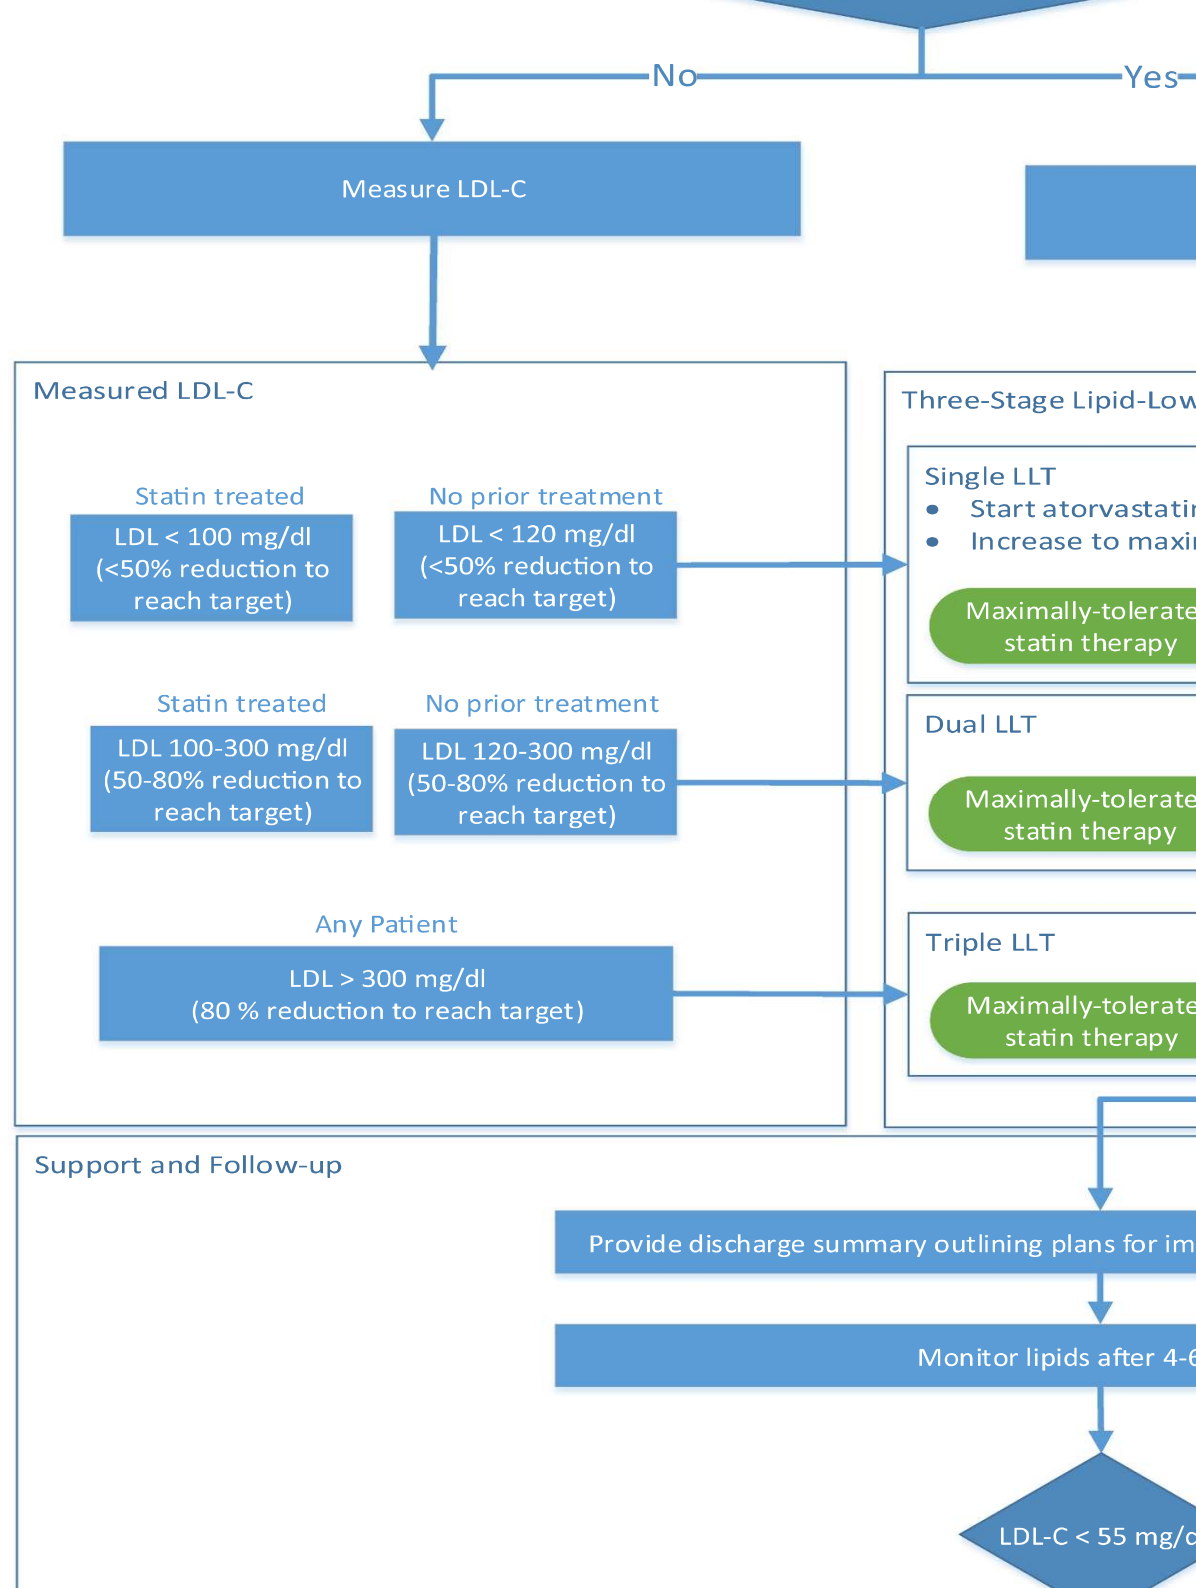 No
Yes
Measure LDL-C
Measured LDL-C
Statin treated
LDL < 100 mg/dl
(<50% reduction to
reach target)
No prior treatment
LDL < 120 mg/dl
(<50% reduction to
reach target)
Statin treated
LDL 100-300 mg/dl
(50-80% reduction to
reach target)
No prior treatment
LDL 120-300 mg/dl
(50-80% reduction to
reach target)
Any Patient
LDL > 300 mg/dl
(80 % reduction to reach target)
Three-Stage Lipid-Low
Single LLT
• Start atorvastatin
• Increase to maxim
Maximally-tolerate
statin therapy
Dual LLT
Maximally-tolerate
statin therapy
Triple LLT
Maximally-tolerate
statin therapy
Support and Follow-up
Provide discharge summary outlining plans for im
Monitor lipids after 4-6
LDL-C < 55 mg/d